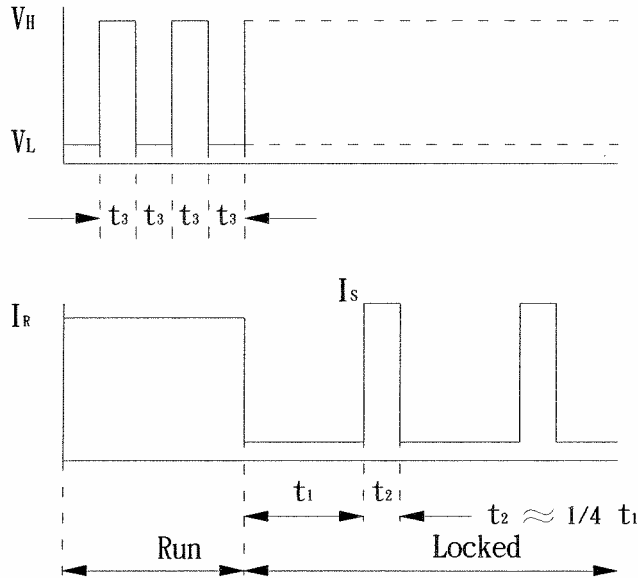 VH
VL
t3 t3 t3 t3
IS
IR
t1 t2
t2 ≈ 1/4 t1
Run Locked